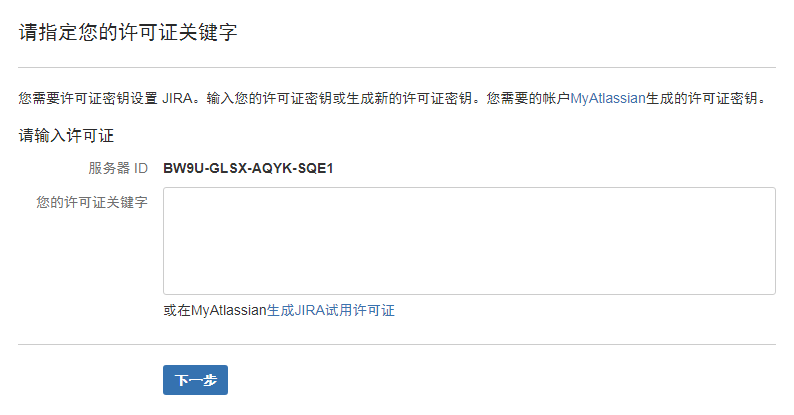 请指定您的许可证关键字
您需要许可证密钥设置 JIRA。输入您的许可证密钥或生成新的许可证密钥。您需要的帐户MyAtlassian生成的许可证密钥。
请输入许可证
服务器 ID BW9U-GLSX-AQYK-SQE1
您的许可证关键字
或在MyAtlassian生成JIRA试用许可证
下一步